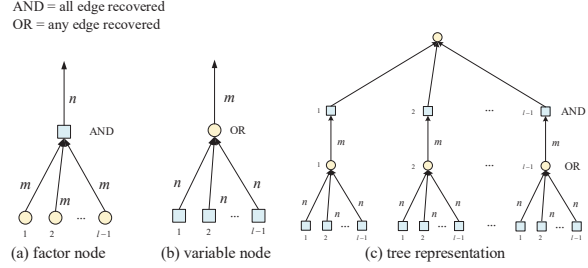 AND = all edge recovered
OR = any edge recovered
n
AND
m m m
1 2 ... l−1
(a) factor node
m
OR
n n n
1 2 ... l−1
(b) variable node
1 2 ... l−1 AND
m m m
1 2 ... l−1 OR
n n n n n n n n n
1 2 ... l−1 1 2 ... l−1 1 2 ... l−1
(c) tree representation